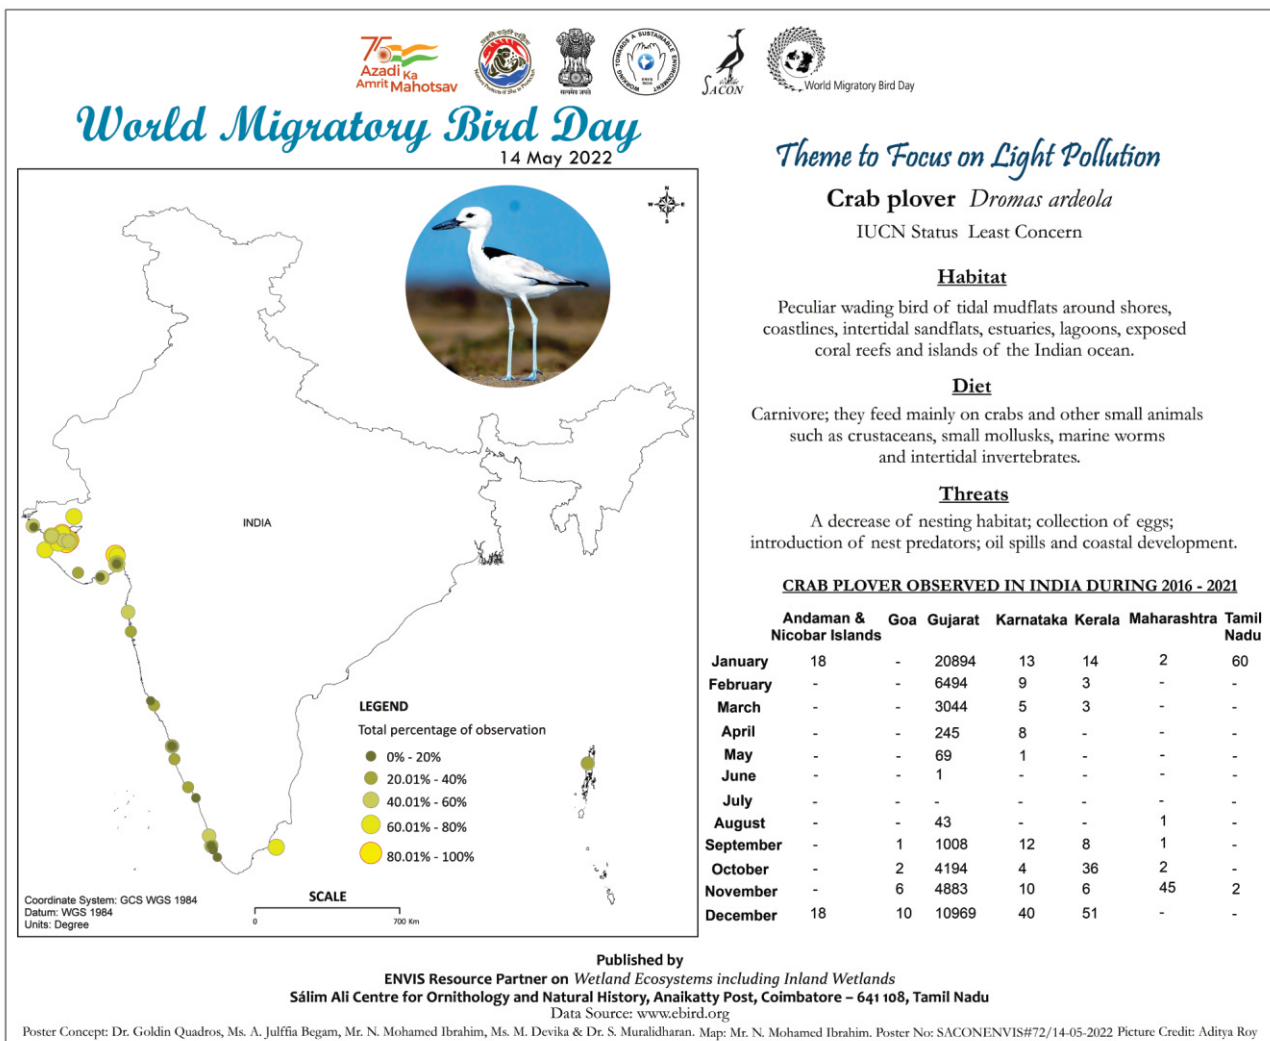 75
Azadi Ka
Amrit Mahotsav
सत्यमेव जयते
WORKING TOWARDS A SUSTAINABLE ENVIRONMENT
ENVIS
SACON
World Migratory Bird Day
World Migratory Bird Day
14 May 2022
Theme to Focus on Light Pollution
Crab plover Dromas ardeola
IUCN Status Least Concern
Habitat
Peculiar wading bird of tidal mudflats around shores,
coastlines, intertidal sandflats, estuaries, lagoons, exposed
coral reefs and islands of the Indian ocean.
Diet
Carnivore; they feed mainly on crabs and other small animals
such as crustaceans, small mollusks, marine worms
and intertidal invertebrates.
Threats
A decrease of nesting habitat; collection of eggs;
introduction of nest predators; oil spills and coastal development.
N
W E
S
INDIA
LEGEND
Total percentage of observation
0% - 20%
20.01% - 40%
40.01% - 60%
60.01% - 80%
80.01% - 100%
SCALE
0 700 Km
Coordinate System: GCS WGS 1984
Datum: WGS 1984
Units: Degree
CRAB PLOVER OBSERVED IN INDIA DURING 2016 - 2021
Andaman & Nicobar Islands Goa Gujarat Karnataka Kerala Maharashtra Tamil Nadu
January 18 - 20894 13 14 2 60
February - - 6494 9 3 - -
March - - 3044 5 3 - -
April - - 245 8 - - -
May - - 69 1 - - -
June - - 1 - - - -
July - - - - - - -
August - - 43 - - 1 -
September - 1 1008 12 8 1 -
October - 2 4194 4 36 2 -
November - 6 4883 10 6 45 2
December 18 10 10969 40 51 - -
Published by
ENVIS Resource Partner on Wetland Ecosystems including Inland Wetlands
Sálim Ali Centre for Ornithology and Natural History, Anaikatty Post, Coimbatore – 641 108, Tamil Nadu
Data Source: www.ebird.org
Poster Concept: Dr. Goldin Quadros, Ms. A. Julffia Begam, Mr. N. Mohamed Ibrahim, Ms. M. Devika & Dr. S. Muralidharan. Map: Mr. N. Mohamed Ibrahim. Poster No: SACONENVIS#72/14-05-2022 Picture Credit: Aditya Roy